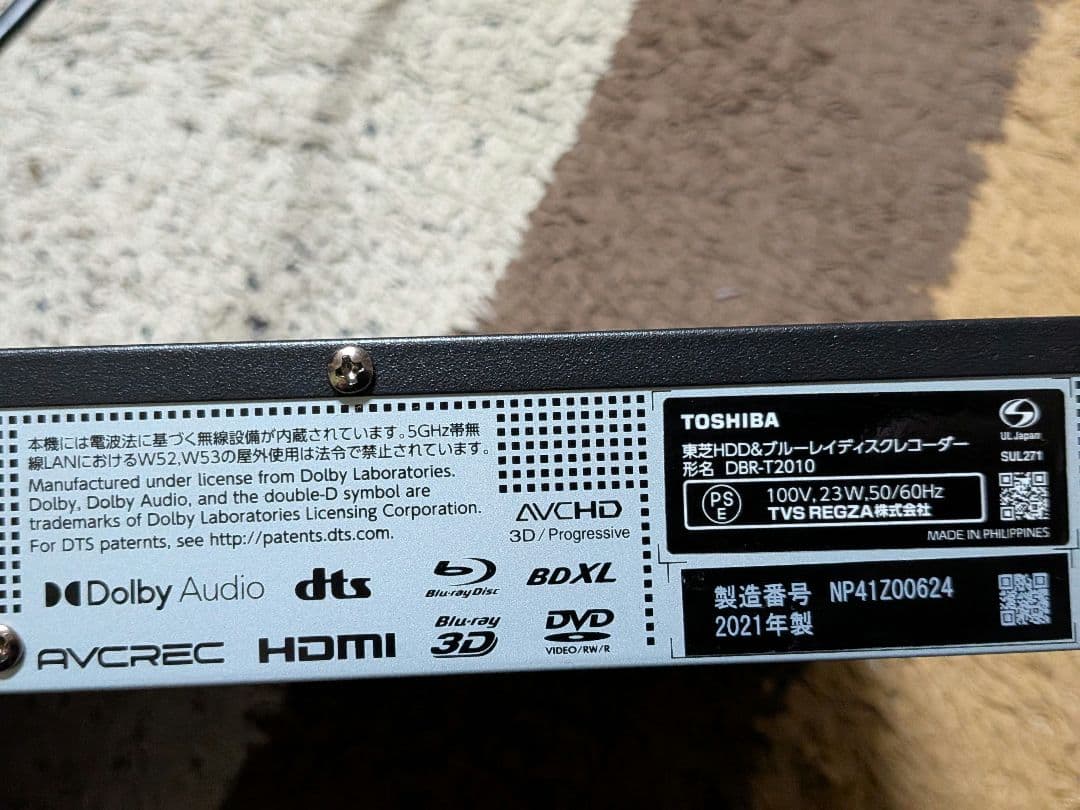 本機には電波法に基づく無線設備が内蔵されています。5GHz帯無
線LANにおけるW52,W53の屋外使用は法令で禁止されています。
Manufactured under license from Dolby Laboratories.
Dolby, Dolby Audio, and the double-D symbol are
trademarks of Dolby Laboratories Licensing Corporation.
For DTS paternts, see http://patents.dts.com.
AVCHD
3D/Progressive
Dolby Audio
dts
Blu-ray Disc
BDXL
AVCREC
HDMI
Blu-ray
3D
DVD
VIDEO/RW/R
TOSHIBA
東芝HDD&ブルーレイディスクレコーダー
形名 DBR-T2010
PS
E
100V, 23W, 50/60Hz
TVS REGZA株式会社
UL Japan
SUL271
MADE IN PHILIPPINES
製造番号 NP41Z00624
2021年製